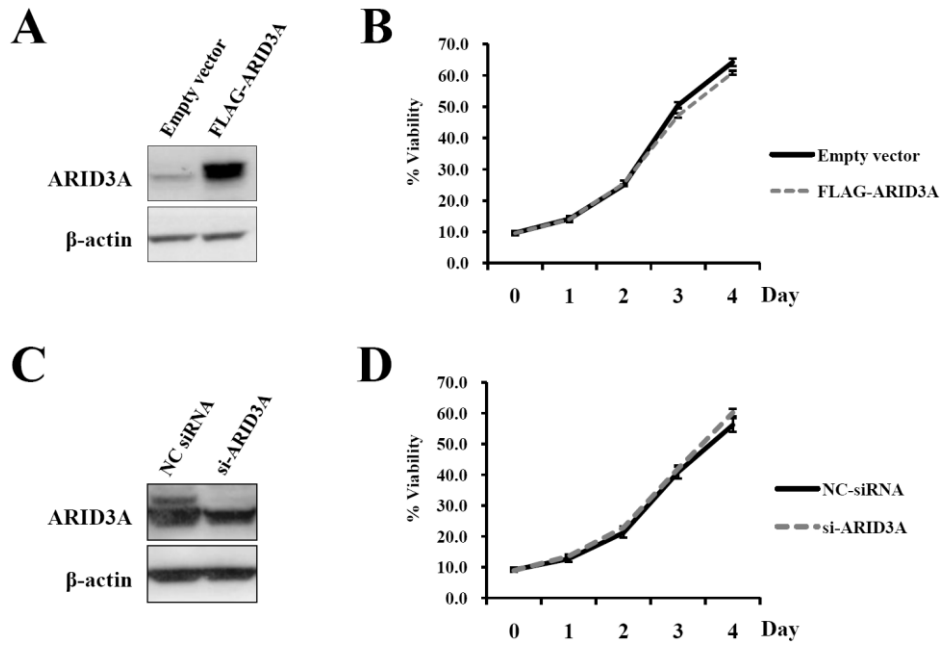 A
Empty vector
FLAG-ARID3A
ARID3A
β-actin
B
% Viability
70.0
60.0
50.0
40.0
30.0
20.0
10.0
0.0
0 1 2 3 4 Day
Empty vector
FLAG-ARID3A
C
NC siRNA
si-ARID3A
ARID3A
β-actin
D
% Viability
70.0
60.0
50.0
40.0
30.0
20.0
10.0
0.0
0 1 2 3 4 Day
NC-siRNA
si-ARID3A